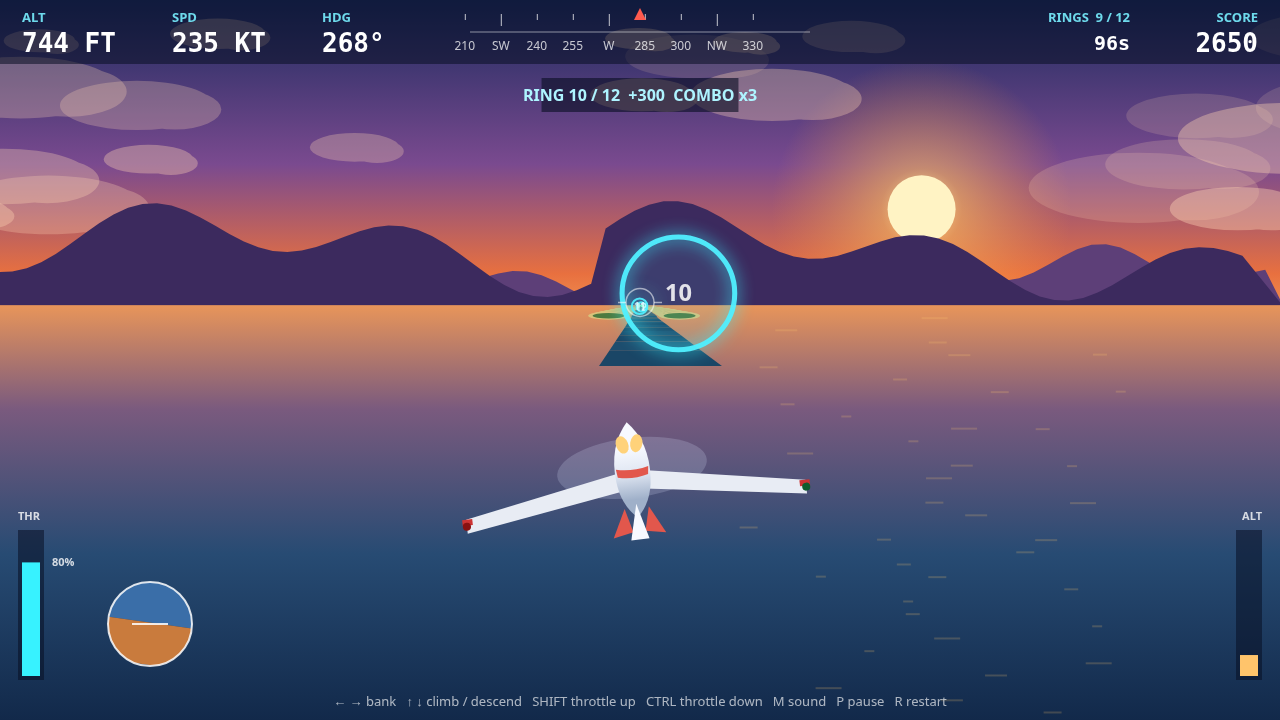 ALT SPD HDG RINGS 9 / 12 SCORE
744 FT 235 KT 268° 96s 2650
210 SW 240 255 W 285 300 NW 330
RING 10 / 12 +300 COMBO x3
10
11
THR ALT
80%
← → bank ↑ ↓ climb / descend SHIFT throttle up CTRL throttle down M sound P pause R restart